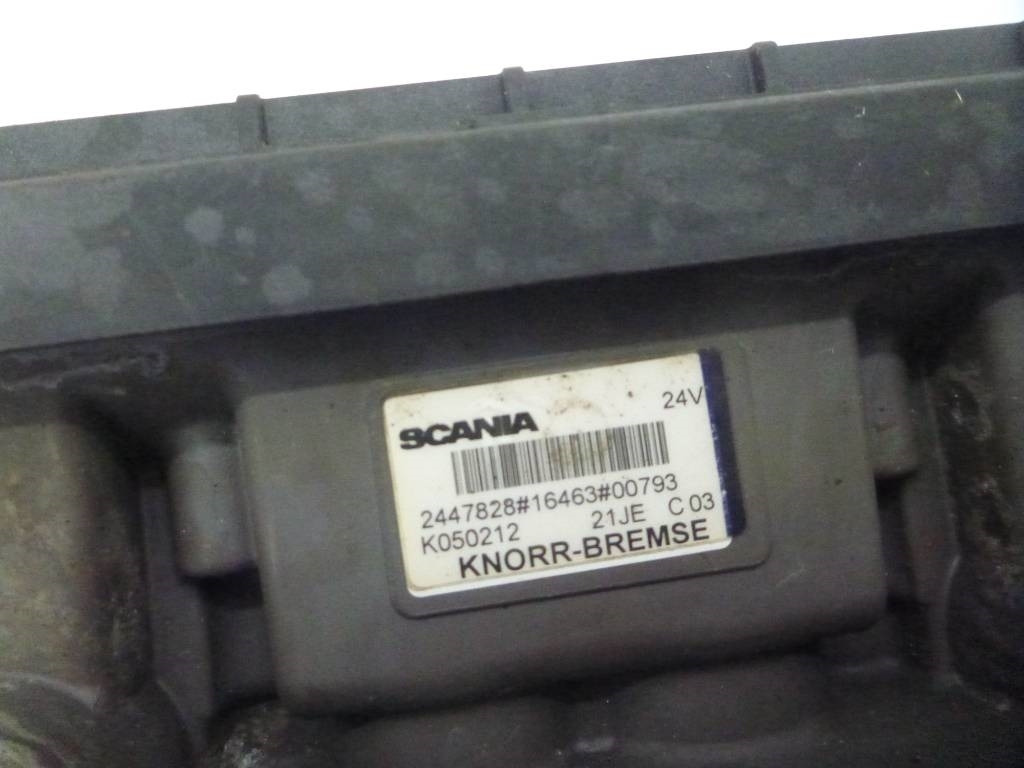 24V
SCANIA
2447828#16463#00793
K050212 21JE C 03
KNORR-BREMSE